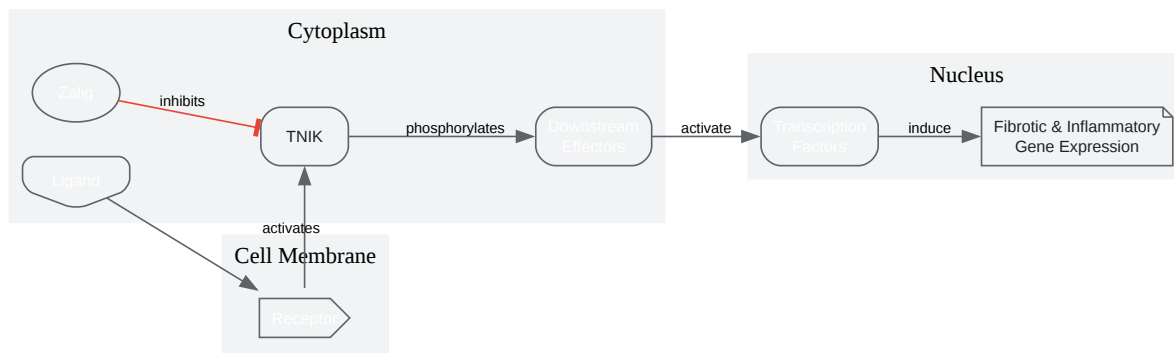 Cytoplasm
Zalig
inhibits
TNIK
phosphorylates
Downstream
Effectors
activate
Ligand
activates
Cell Membrane
Receptor
Nucleus
Transcription
Factors
induce
Fibrotic & Inflammatory
Gene Expression